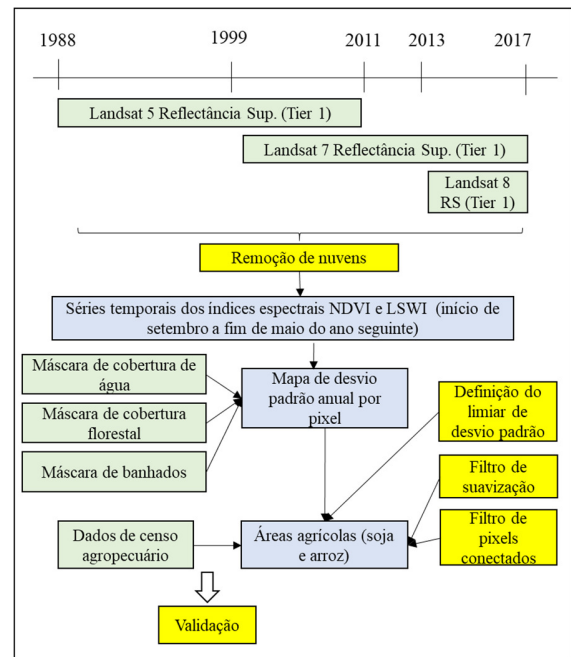 1988
1999
2011
2013
2017
Landsat 5 Reflectância Sup. (Tier 1)
Landsat 7 Reflectância Sup. (Tier 1)
Landsat 8
RS (Tier 1)
Remoção de nuvens
Séries temporais dos índices espectrais NDVI e LSWI (início de
setembro a fim de maio do ano seguinte)
Máscara de cobertura de
água
Máscara de cobertura
florestal
Máscara de banhados
Mapa de desvio
padrão anual por
pixel
Definição do
limiar de
desvio padrão
Filtro de
suavização
Filtro de
pixels
conectados
Dados de censo
agropecuário
Áreas agrícolas (soja
e arroz)
Validação